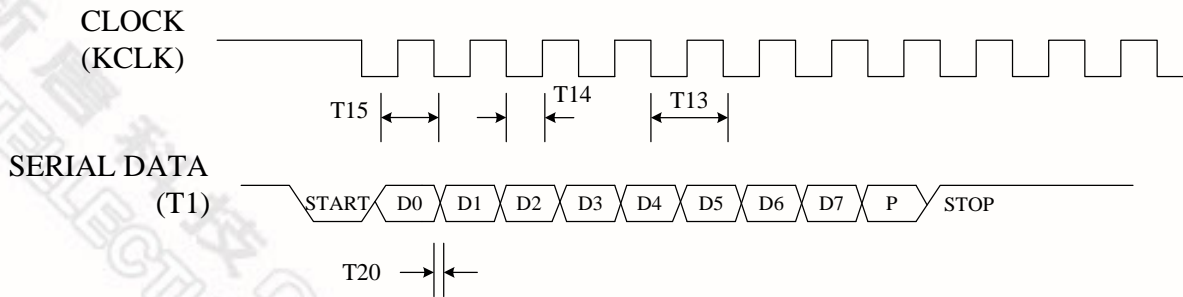 CLOCK
(KCLK)
T15
T14
T13
SERIAL DATA
(T1)
START D0 D1 D2 D3 D4 D5 D6 D7 P STOP
T20